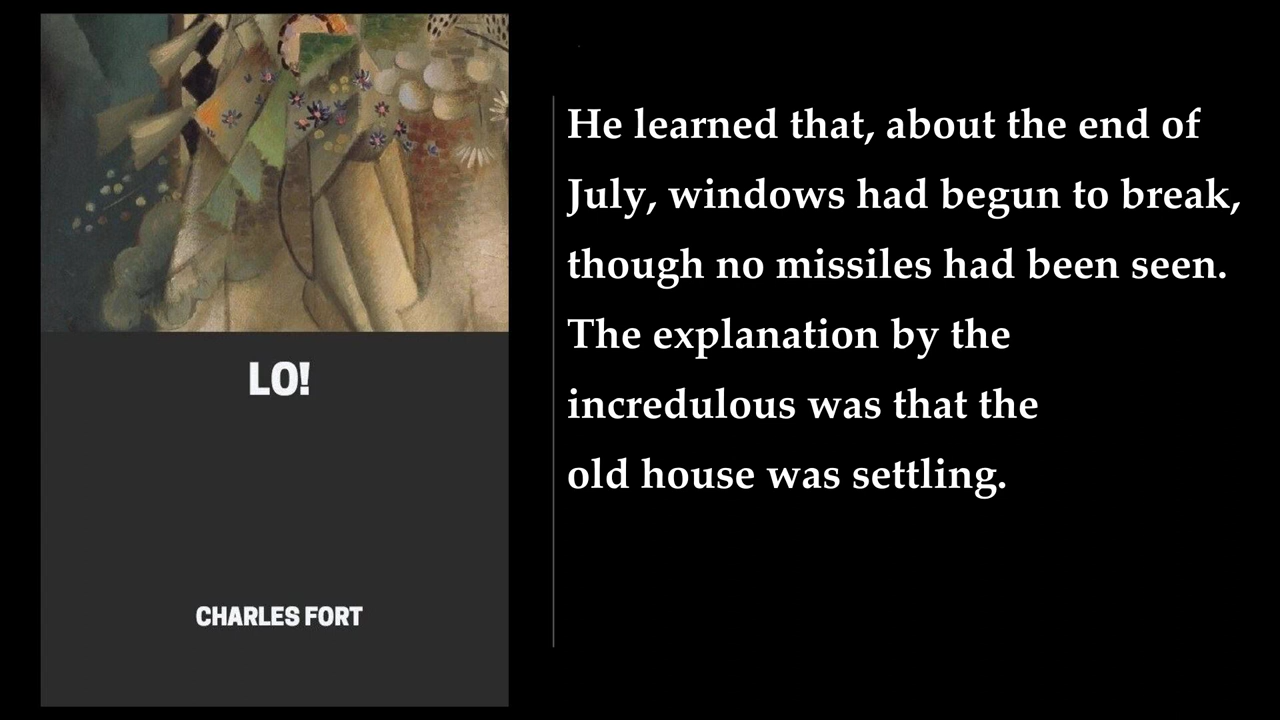 LO!
CHARLES FORT
He learned that, about the end of
July, windows had begun to break,
though no missiles had been seen.
The explanation by the
incredulous was that the
old house was settling.